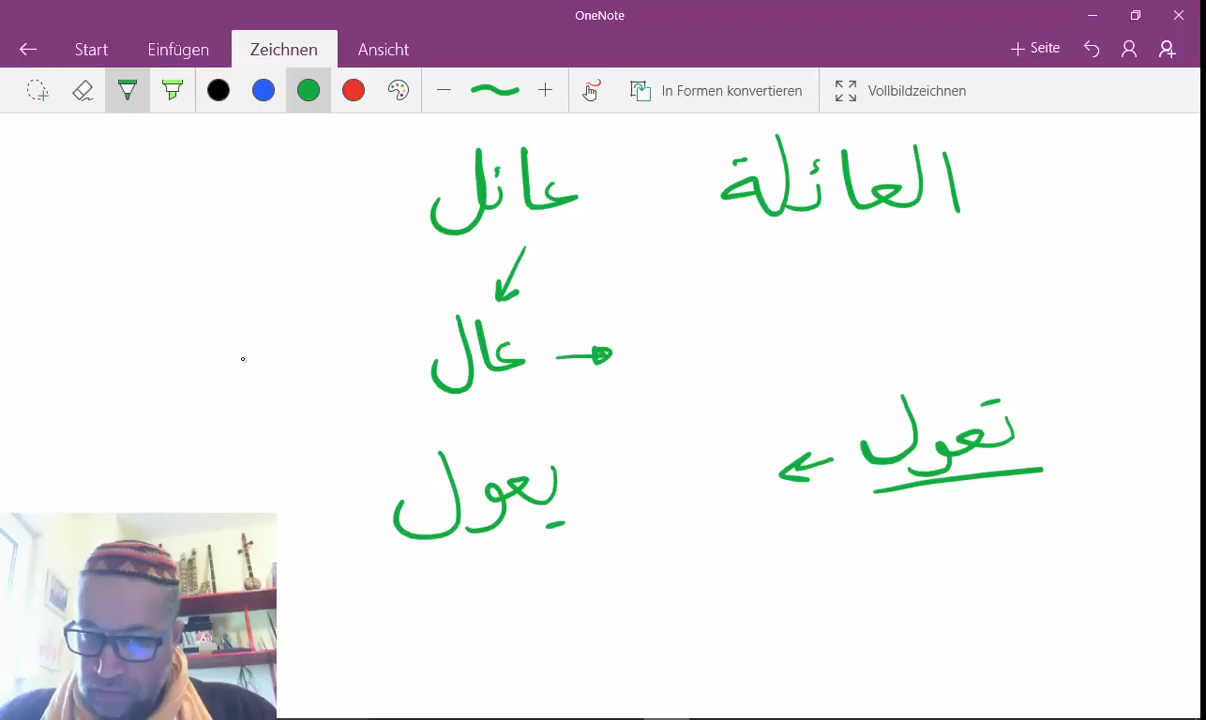 OneNote
Start Einfügen Zeichnen Ansicht Seite
In Formen konvertieren Vollbildzeichnen
العائلة عائل
عال
تعول
يعول